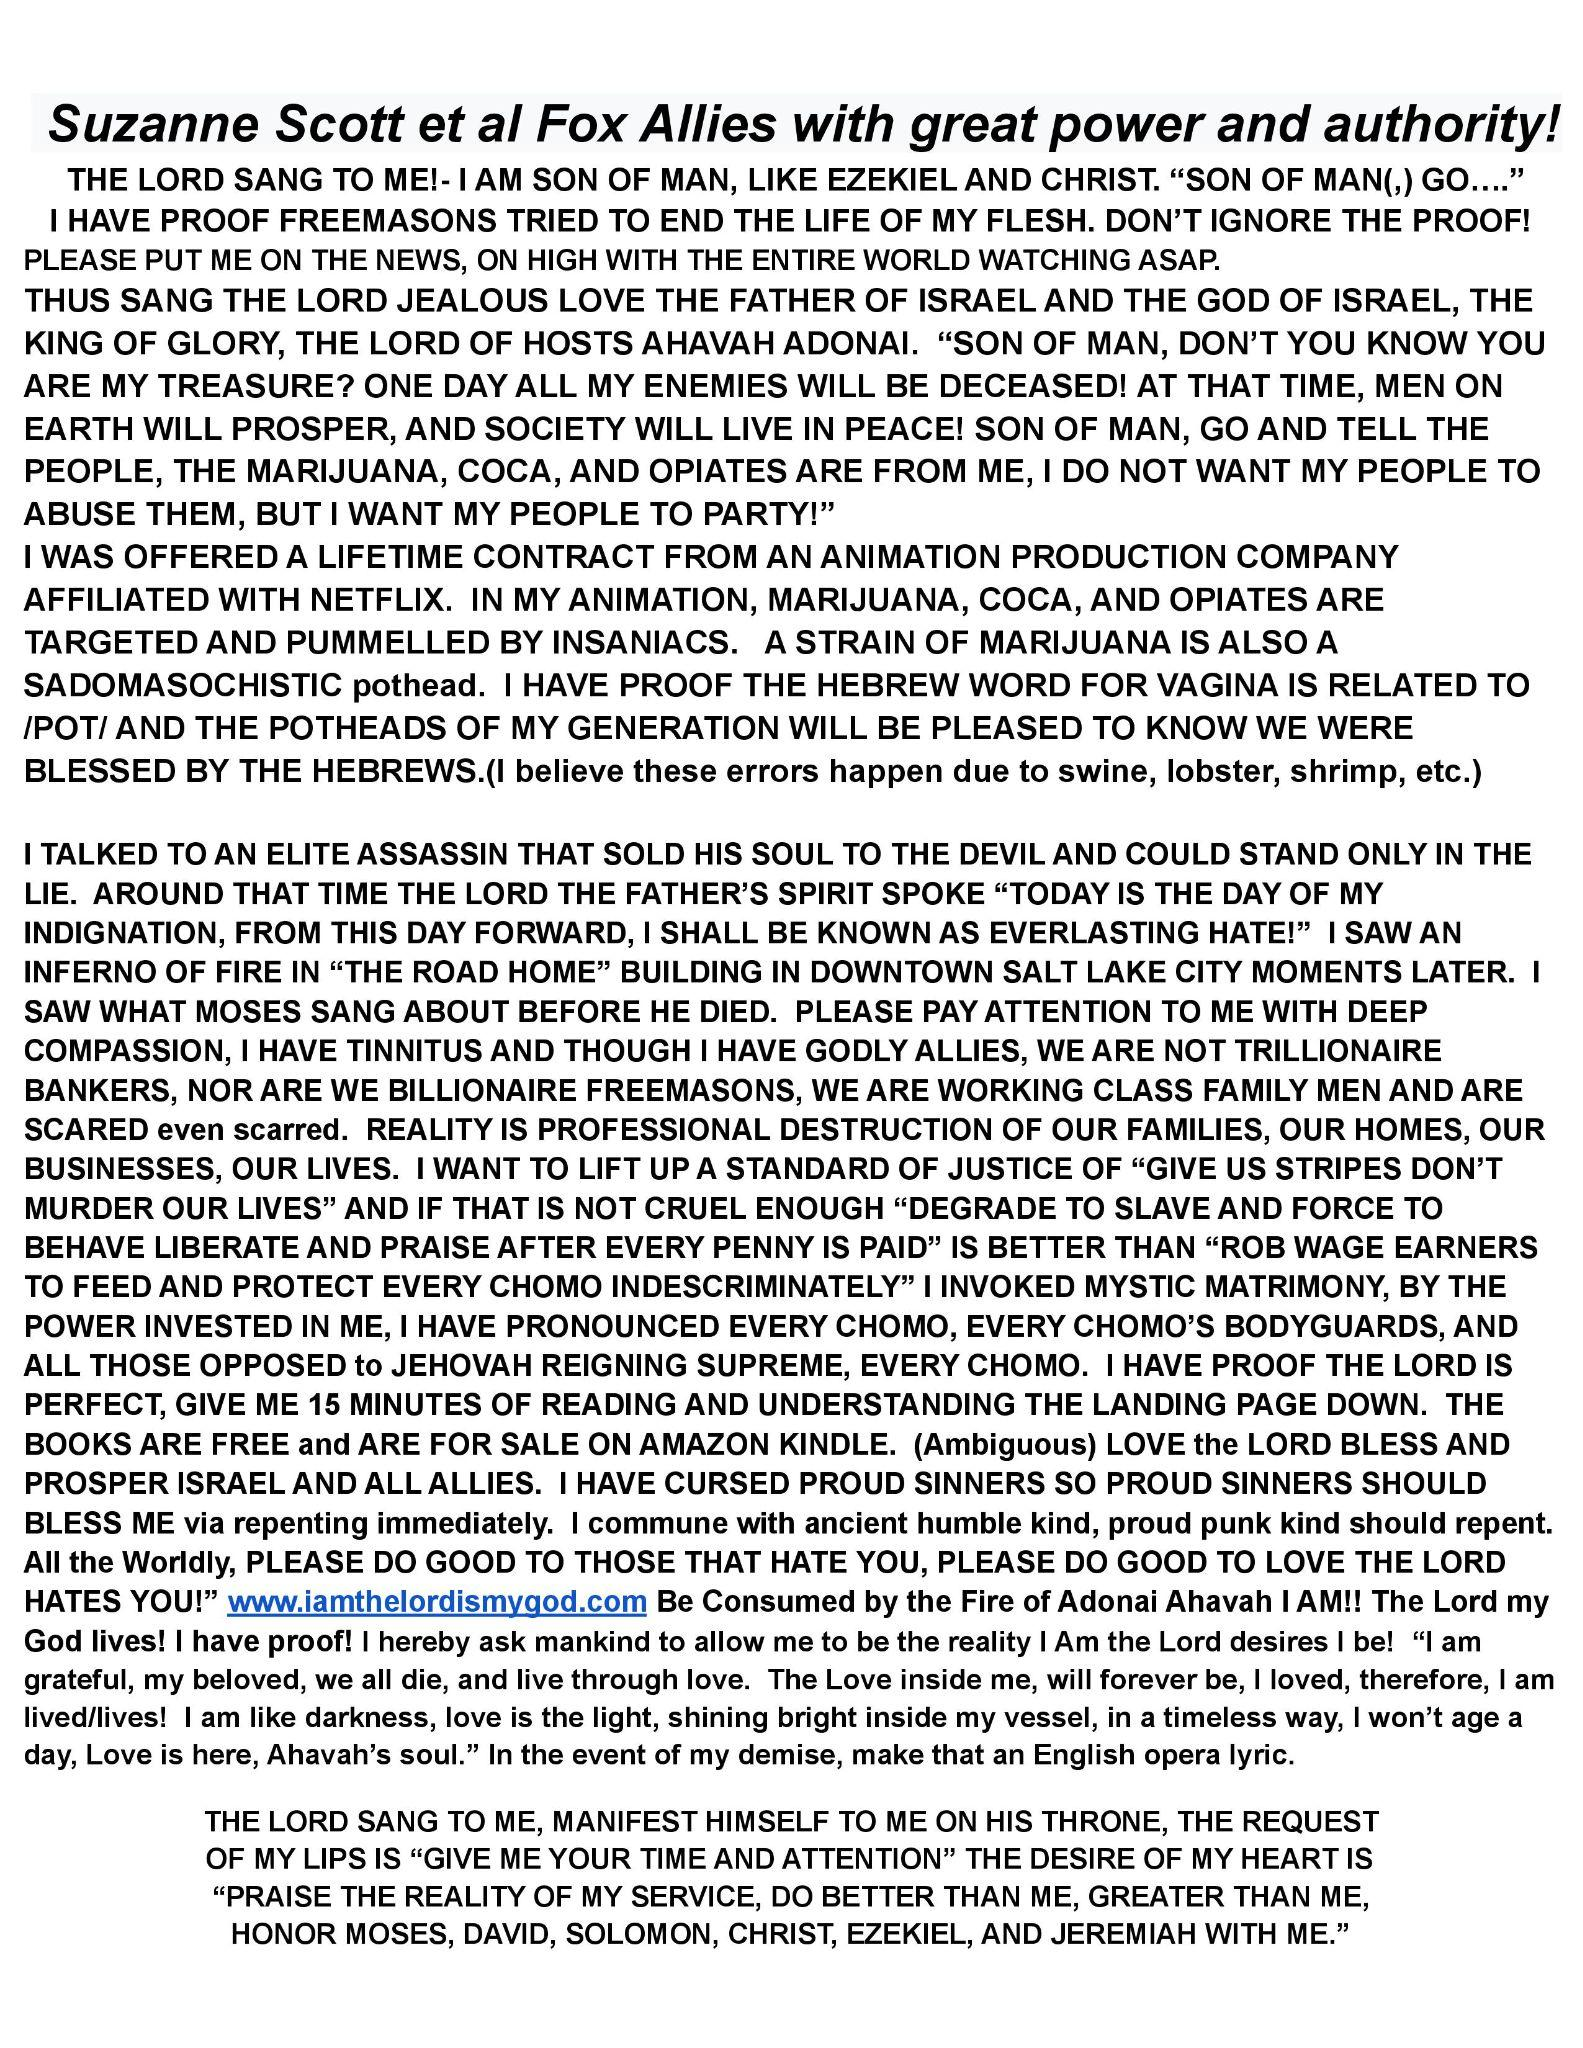 Suzanne Scott et al Fox Allies with great power and authority!
THE LORD SANG TO ME!- I AM SON OF MAN, LIKE EZEKIEL AND CHRIST. “SON OF MAN(,) GO….”
I HAVE PROOF FREEMASONS TRIED TO END THE LIFE OF MY FLESH. DON’T IGNORE THE PROOF!
PLEASE PUT ME ON THE NEWS, ON HIGH WITH THE ENTIRE WORLD WATCHING ASAP.
THUS SANG THE LORD JEALOUS LOVE THE FATHER OF ISRAEL AND THE GOD OF ISRAEL, THE
KING OF GLORY, THE LORD OF HOSTS AHAVAH ADONAI.  “SON OF MAN, DON’T YOU KNOW YOU
ARE MY TREASURE? ONE DAY ALL MY ENEMIES WILL BE DECEASED! AT THAT TIME, MEN ON
EARTH WILL PROSPER, AND SOCIETY WILL LIVE IN PEACE! SON OF MAN, GO AND TELL THE
PEOPLE, THE MARIJUANA, COCA, AND OPIATES ARE FROM ME, I DO NOT WANT MY PEOPLE TO
ABUSE THEM, BUT I WANT MY PEOPLE TO PARTY!”
I WAS OFFERED A LIFETIME CONTRACT FROM AN ANIMATION PRODUCTION COMPANY
AFFILIATED WITH NETFLIX.  IN MY ANIMATION, MARIJUANA, COCA, AND OPIATES ARE
TARGETED AND PUMMELLED BY INSANIACS.   A STRAIN OF MARIJUANA IS ALSO A
SADOMASOCHISTIC pothead.  I HAVE PROOF THE HEBREW WORD FOR VAGINA IS RELATED TO
/POT/ AND THE POTHEADS OF MY GENERATION WILL BE PLEASED TO KNOW WE WERE
BLESSED BY THE HEBREWS.(I believe these errors happen due to swine, lobster, shrimp, etc.)
I TALKED TO AN ELITE ASSASSIN THAT SOLD HIS SOUL TO THE DEVIL AND COULD STAND ONLY IN THE
LIE.  AROUND THAT TIME THE LORD THE FATHER’S SPIRIT SPOKE “TODAY IS THE DAY OF MY
INDIGNATION, FROM THIS DAY FORWARD, I SHALL BE KNOWN AS EVERLASTING HATE!”  I SAW AN
INFERNO OF FIRE IN “THE ROAD HOME” BUILDING IN DOWNTOWN SALT LAKE CITY MOMENTS LATER.  I
SAW WHAT MOSES SANG ABOUT BEFORE HE DIED.  PLEASE PAY ATTENTION TO ME WITH DEEP
COMPASSION, I HAVE TINNITUS AND THOUGH I HAVE GODLY ALLIES, WE ARE NOT TRILLIONAIRE
BANKERS, NOR ARE WE BILLIONAIRE FREEMASONS, WE ARE WORKING CLASS FAMILY MEN AND ARE
SCARED even scarred.  REALITY IS PROFESSIONAL DESTRUCTION OF OUR FAMILIES, OUR HOMES, OUR
BUSINESSES, OUR LIVES.  I WANT TO LIFT UP A STANDARD OF JUSTICE OF “GIVE US STRIPES DON’T
MURDER OUR LIVES” AND IF THAT IS NOT CRUEL ENOUGH “DEGRADE TO SLAVE AND FORCE TO
BEHAVE LIBERATE AND PRAISE AFTER EVERY PENNY IS PAID” IS BETTER THAN “ROB WAGE EARNERS
TO FEED AND PROTECT EVERY CHOMO INDESCRIMINATELY” I INVOKED MYSTIC MATRIMONY, BY THE
POWER INVESTED IN ME, I HAVE PRONOUNCED EVERY CHOMO, EVERY CHOMO’S BODYGUARDS, AND
ALL THOSE OPPOSED to JEHOVAH REIGNING SUPREME, EVERY CHOMO.  I HAVE PROOF THE LORD IS
PERFECT, GIVE ME 15 MINUTES OF READING AND UNDERSTANDING THE LANDING PAGE DOWN.  THE
BOOKS ARE FREE and ARE FOR SALE ON AMAZON KINDLE.  (Ambiguous) LOVE the LORD BLESS AND
PROSPER ISRAEL AND ALL ALLIES.  I HAVE CURSED PROUD SINNERS SO PROUD SINNERS SHOULD
BLESS ME via repenting immediately.  I commune with ancient humble kind, proud punk kind should repent.
All the Worldly, PLEASE DO GOOD TO THOSE THAT HATE YOU, PLEASE DO GOOD TO LOVE THE LORD
HATES YOU!” www.iamthelordismygod.com Be Consumed by the Fire of Adonai Ahavah I AM!! The Lord my
God lives! I have proof! I hereby ask mankind to allow me to be the reality I Am the Lord desires I be!  “I am
grateful, my beloved, we all die, and live through love.  The Love inside me, will forever be, I loved, therefore, I am
lived/lives!  I am like darkness, love is the light, shining bright inside my vessel, in a timeless way, I won’t age a
day, Love is here, Ahavah’s soul.” In the event of my demise, make that an English opera lyric.
THE LORD SANG TO ME, MANIFEST HIMSELF TO ME ON HIS THRONE, THE REQUEST
OF MY LIPS IS “GIVE ME YOUR TIME AND ATTENTION” THE DESIRE OF MY HEART IS
“PRAISE THE REALITY OF MY SERVICE, DO BETTER THAN ME, GREATER THAN ME,
HONOR MOSES, DAVID, SOLOMON, CHRIST, EZEKIEL, AND JEREMIAH WITH ME.”